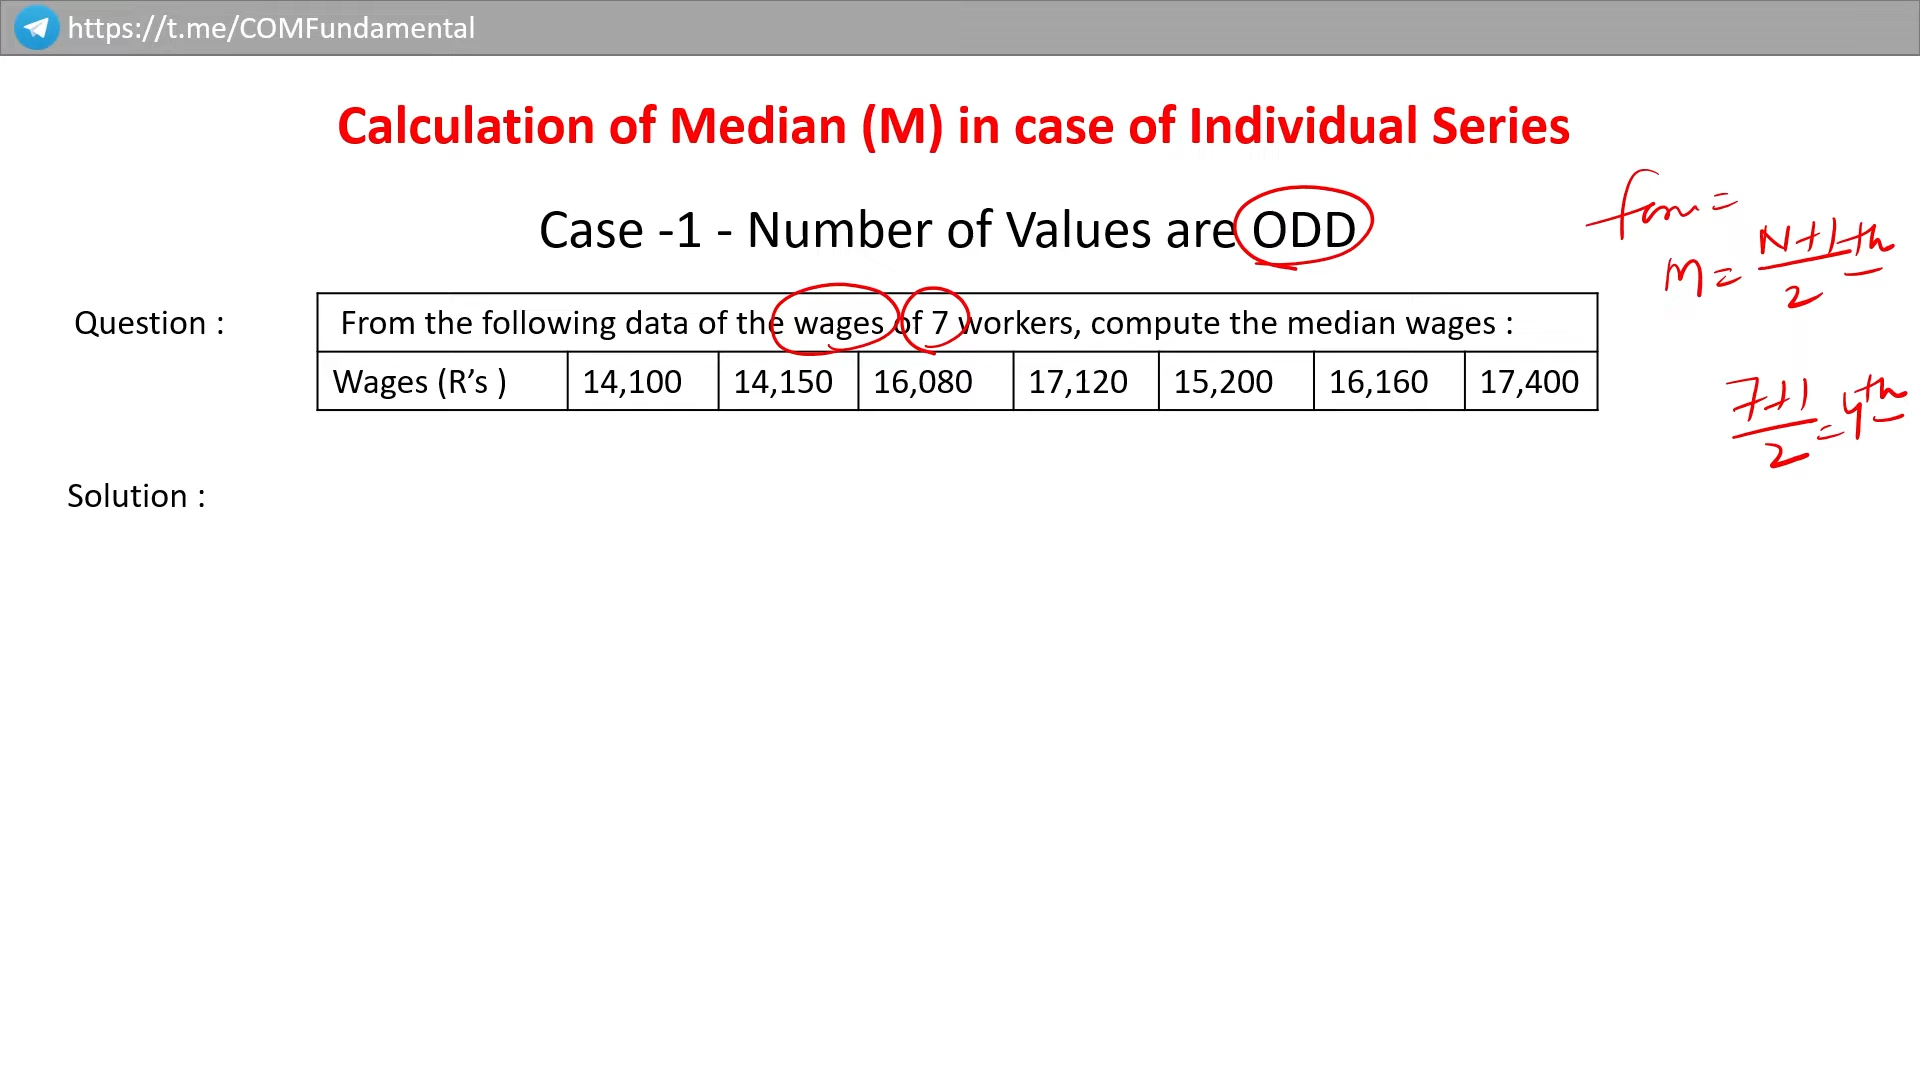 https://t.me/COMFundamental
Calculation of Median (M) in case of Individual Series
Case -1 - Number of Values are ODD
M = N+1th
2
Question :
From the following data of the wages of 7 workers, compute the median wages :
Wages (R’s ) 14,100 14,150 16,080 17,120 15,200 16,160 17,400
7+1 = 4th
2
Solution :